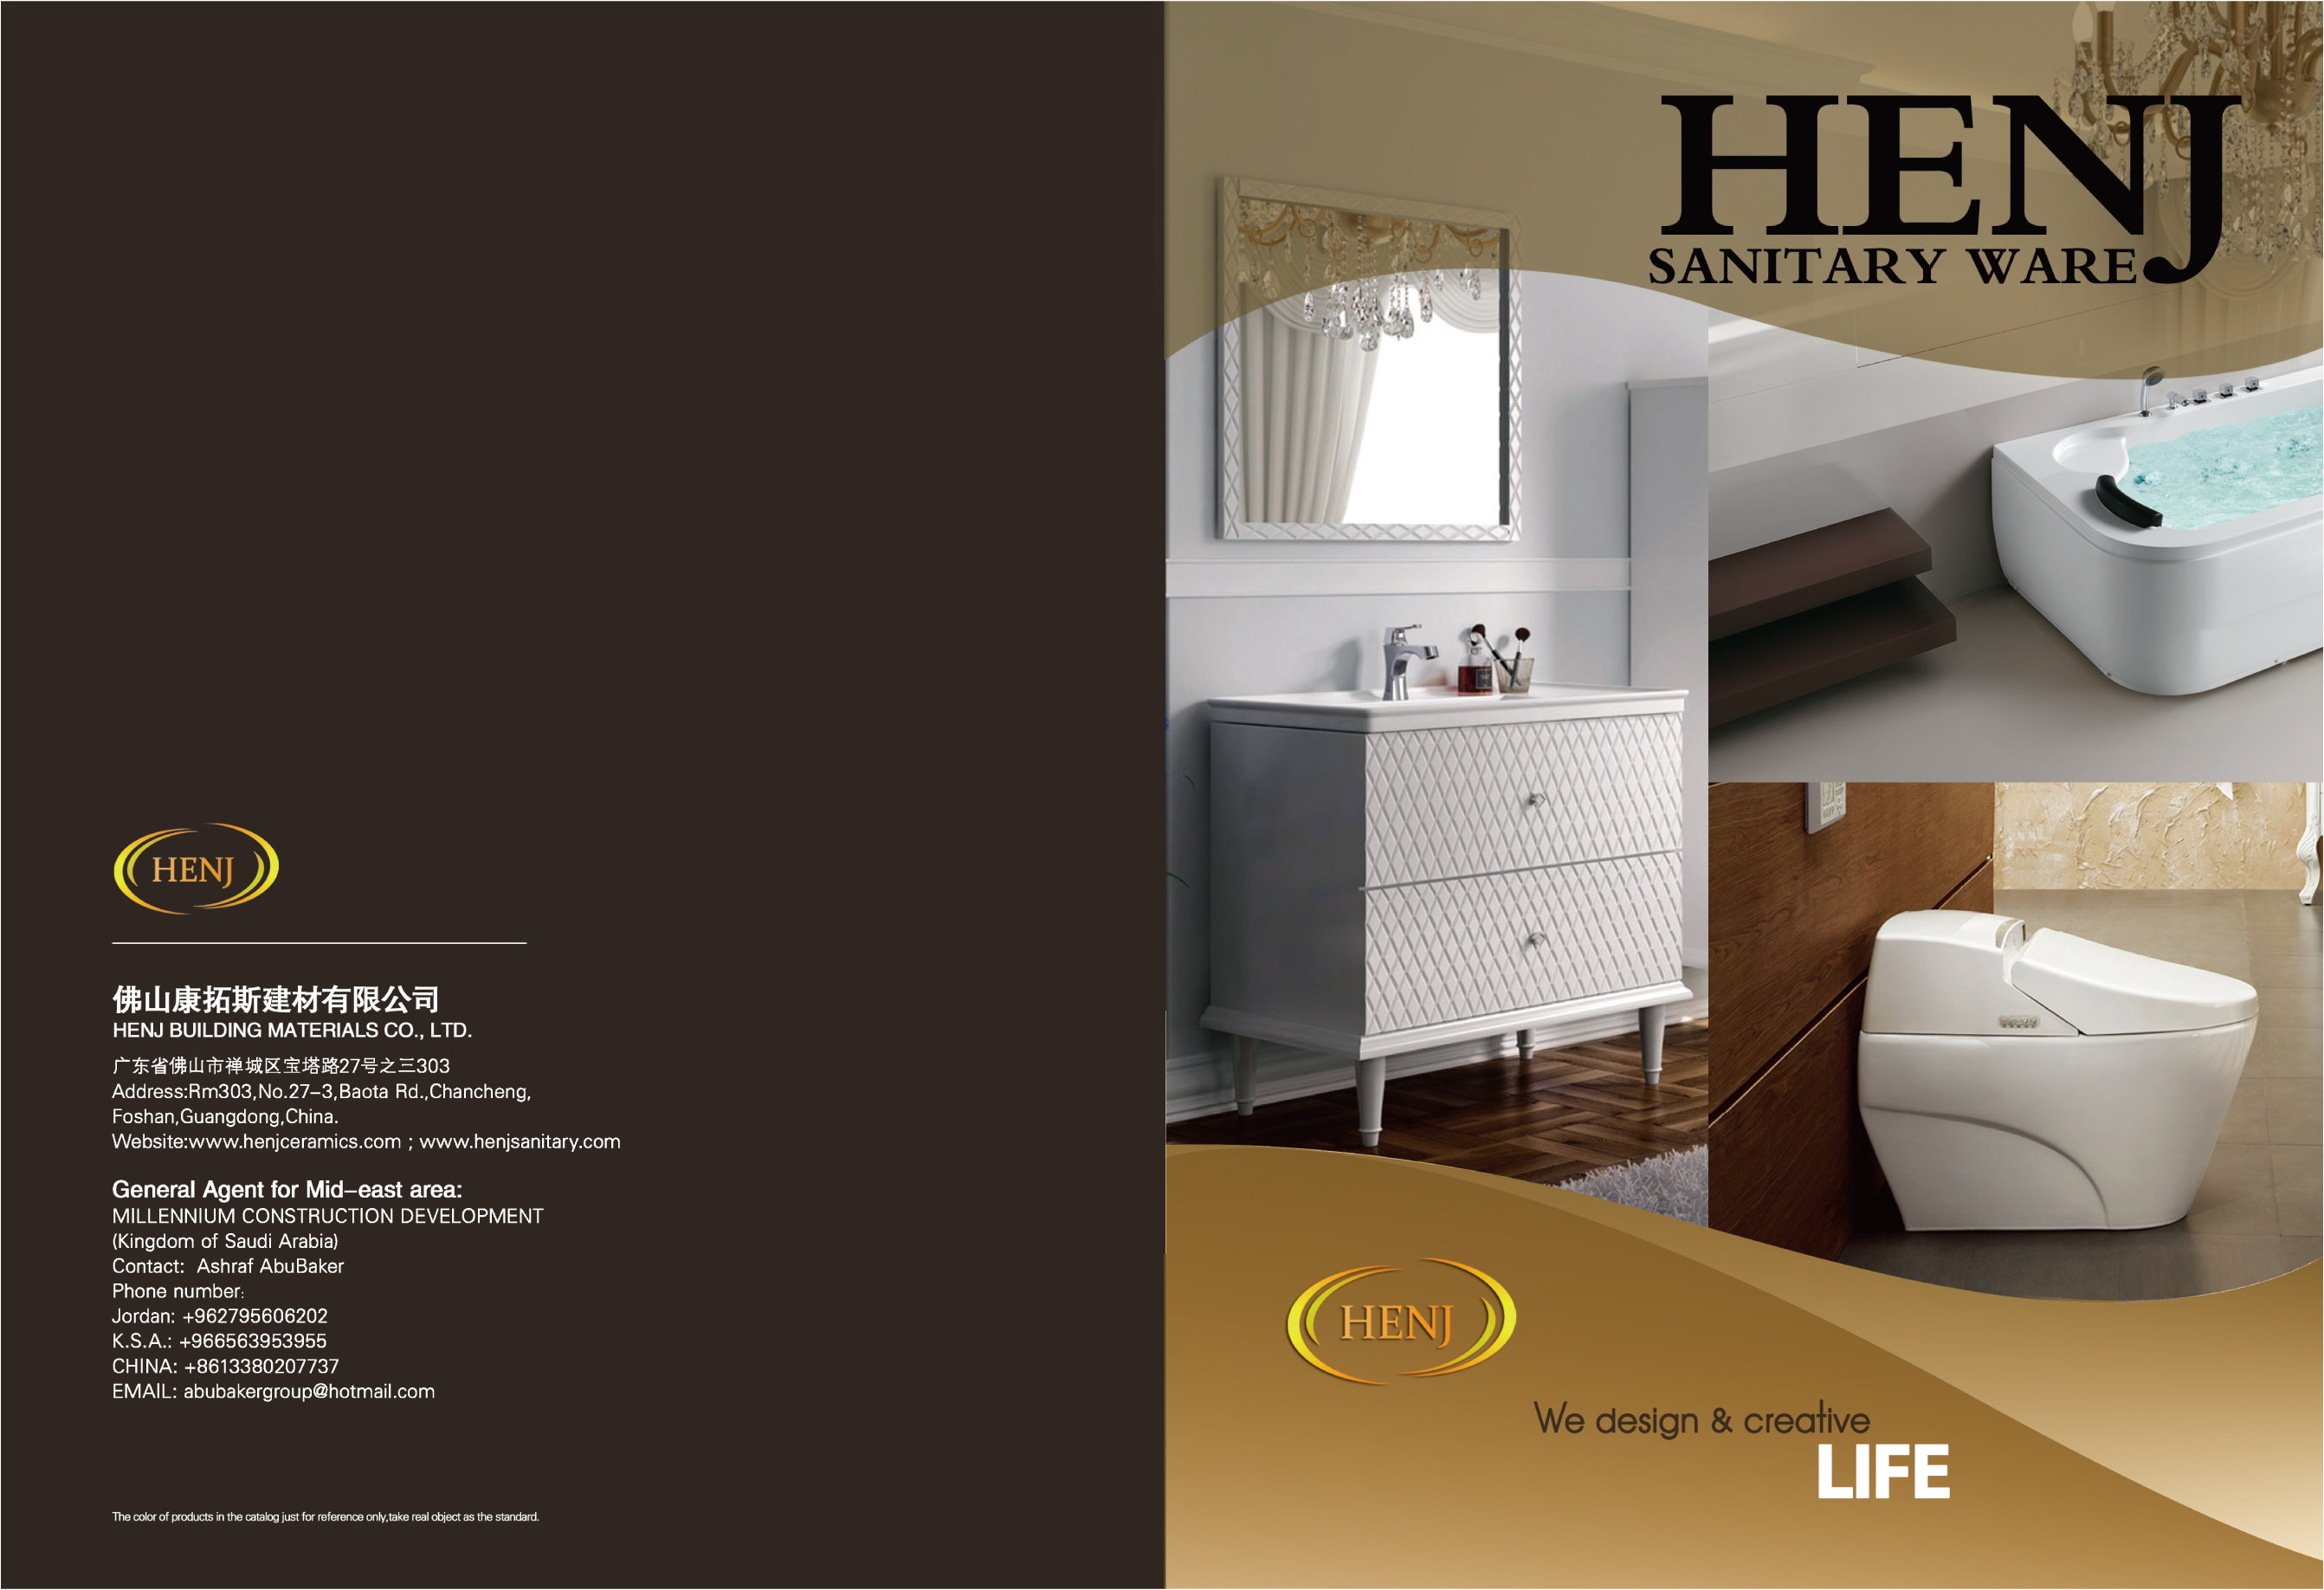 HENJ
佛山康拓斯建材有限公司
HENJ BUILDING MATERIALS CO., LTD.
广东省佛山市禅城区宝塔路27号之三303
Address:Rm303,No.27-3,Baota Rd.,Chancheng,
Foshan,Guangdong,China.
Website:www.henjceramics.com ; www.henjsanitary.com
General Agent for Mid-east area:
MILLENNIUM CONSTRUCTION DEVELOPMENT
(Kingdom of Saudi Arabia)
Contact: Ashraf AbuBaker
Phone number:
Jordan: +962795606202
K.S.A.: +966563953955
CHINA: +8613380207737
EMAIL: abubakergroup@hotmail.com
The color of products in the catalog just for reference only,take real object as the standard.
HENJ
SANITARY WARE
HENJ
We design & creative
LIFE